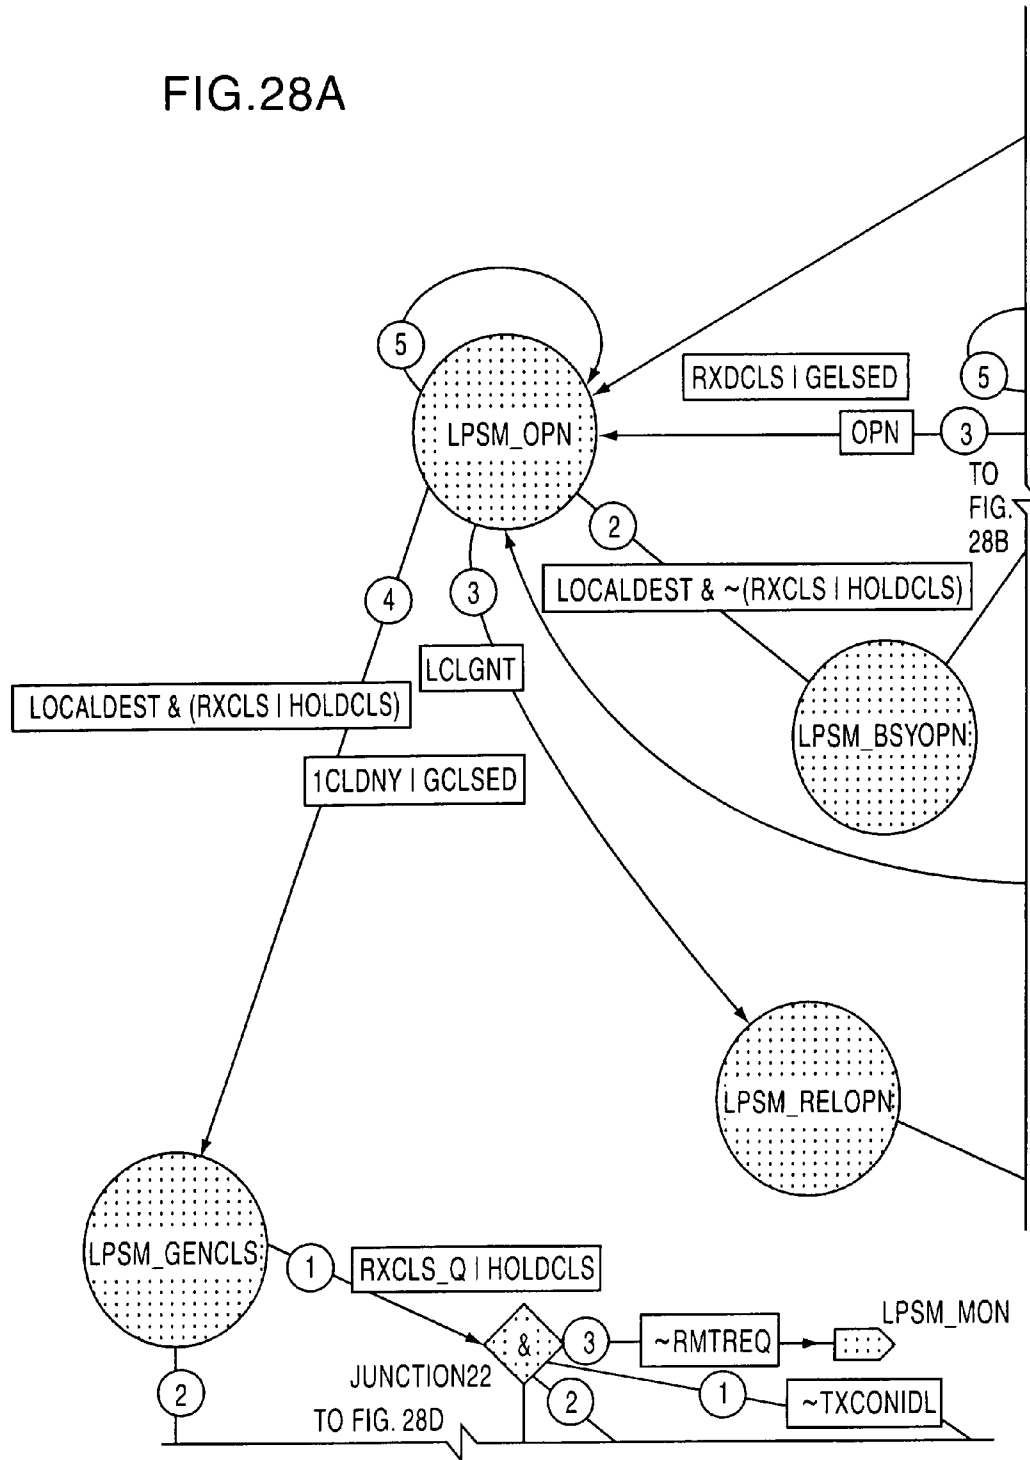 FIG.28A
5
RXDCLS | GELSED
5
LPSM_OPN
OPN
3
TO
FIG.
28B
2
4
3
LOCALDEST & ~(RXCLS | HOLDCLS)
LCLGNT
LOCALDEST & (RXCLS | HOLDCLS)
LPSM_BSYOPN
1CLDNY | GCLSED
LPSM_RELOPN
LPSM_GENCLS
1
RXCLS_Q | HOLDCLS
LPSM_MON
&
3
~RMTREQ
JUNCTION22
2
2
1
~TXCONIDL
TO FIG. 28D